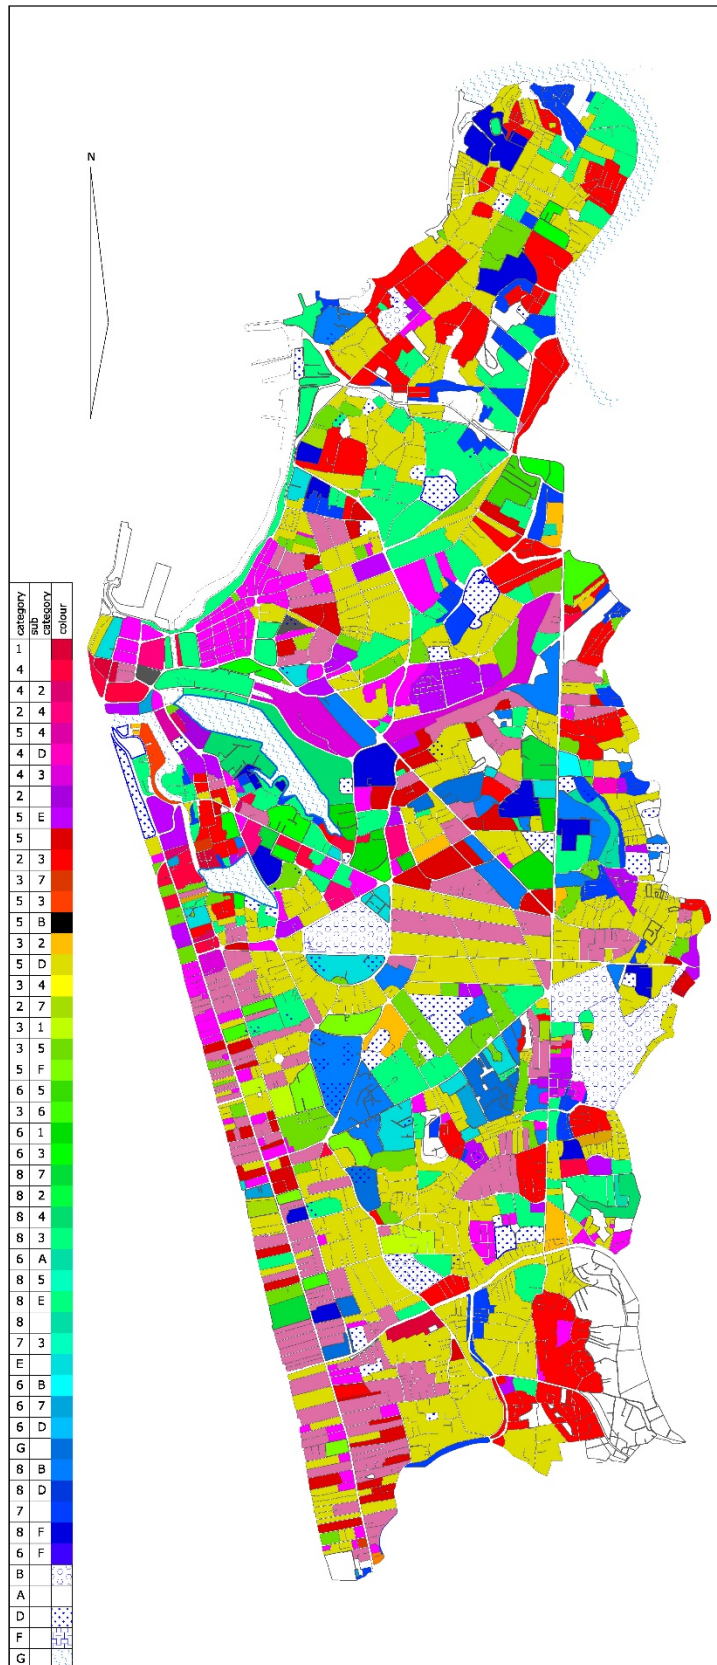 N
category sub category colour
1
4
4 2
2 4
5 4
4 D
4 3
2
5 E
5
2 3
3 7
5 3
5 B
3 2
5 D
3 4
2 7
3 1
3 5
5 F
6 5
3 6
6 1
6 3
8 7
8 2
8 4
8 3
6 A
8 5
8 E
8
7 3
E
6 B
6 7
6 D
G
8 B
8 D
7
8 F
6 F
B
A
D
F
G